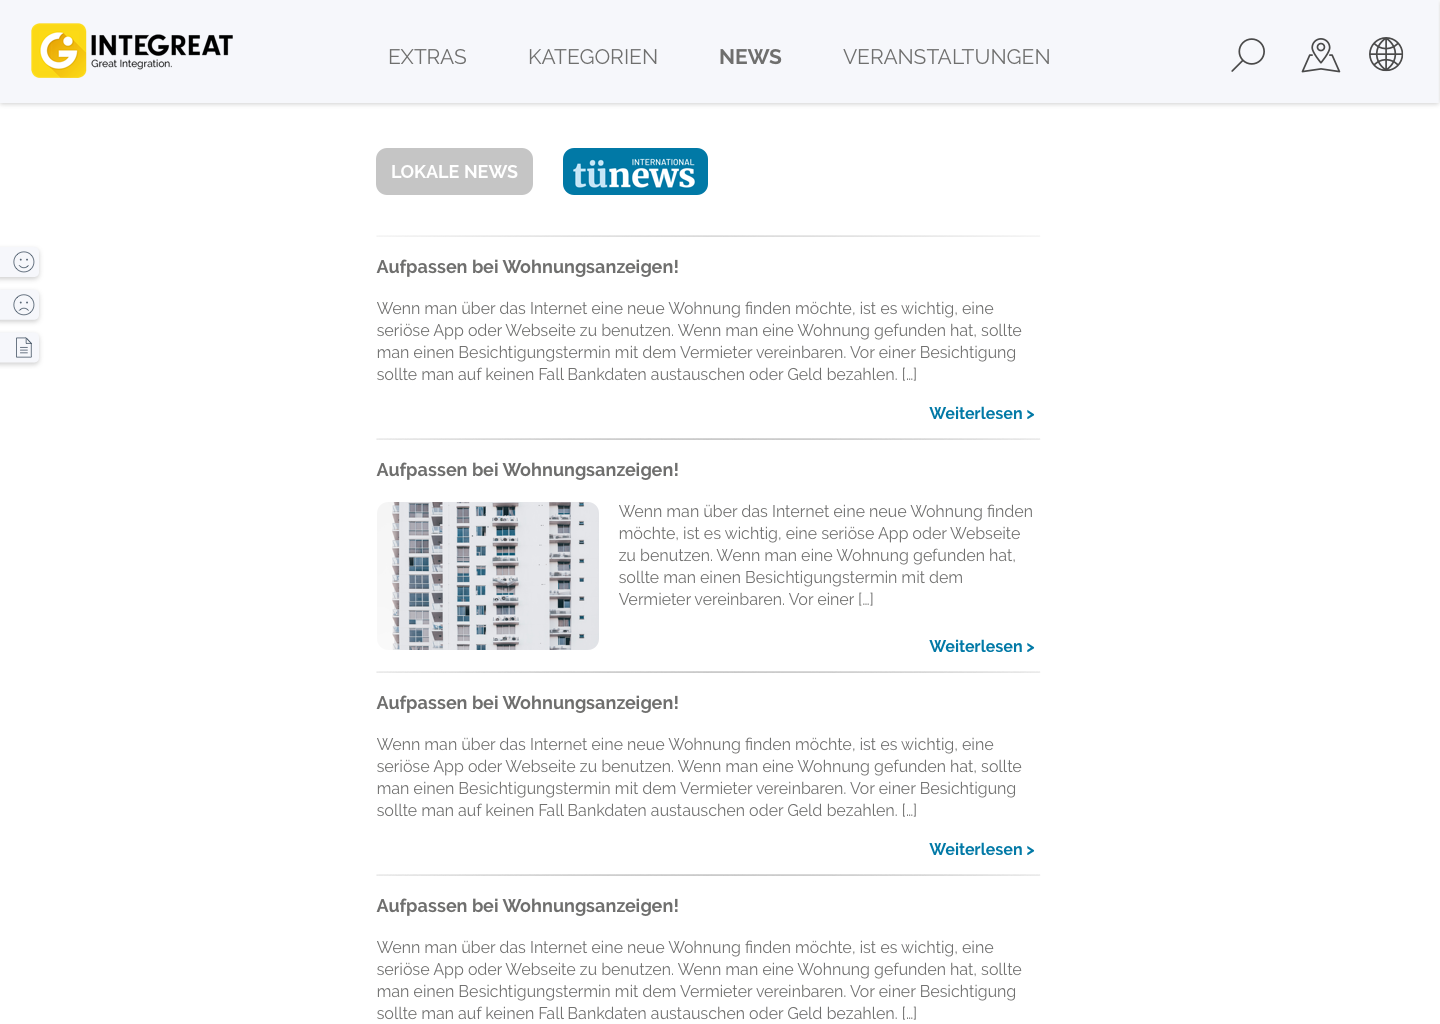 INTEGREAT
Great Integration.
EXTRAS
KATEGORIEN
NEWS
VERANSTALTUNGEN
LOKALE NEWS
INTERNATIONAL
tünews
Aufpassen bei Wohnungsanzeigen!
Wenn man über das Internet eine neue Wohnung finden möchte, ist es wichtig, eine
seriöse App oder Webseite zu benutzen. Wenn man eine Wohnung gefunden hat, sollte
man einen Besichtigungstermin mit dem Vermieter vereinbaren. Vor einer Besichtigung
sollte man auf keinen Fall Bankdaten austauschen oder Geld bezahlen. [...]
Weiterlesen >
Aufpassen bei Wohnungsanzeigen!
Wenn man über das Internet eine neue Wohnung finden
möchte, ist es wichtig, eine seriöse App oder Webseite
zu benutzen. Wenn man eine Wohnung gefunden hat,
sollte man einen Besichtigungstermin mit dem
Vermieter vereinbaren. Vor einer [...]
Weiterlesen >
Aufpassen bei Wohnungsanzeigen!
Wenn man über das Internet eine neue Wohnung finden möchte, ist es wichtig, eine
seriöse App oder Webseite zu benutzen. Wenn man eine Wohnung gefunden hat, sollte
man einen Besichtigungstermin mit dem Vermieter vereinbaren. Vor einer Besichtigung
sollte man auf keinen Fall Bankdaten austauschen oder Geld bezahlen. [...]
Weiterlesen >
Aufpassen bei Wohnungsanzeigen!
Wenn man über das Internet eine neue Wohnung finden möchte, ist es wichtig, eine
seriöse App oder Webseite zu benutzen. Wenn man eine Wohnung gefunden hat, sollte
man einen Besichtigungstermin mit dem Vermieter vereinbaren. Vor einer Besichtigung
sollte man auf keinen Fall Bankdaten austauschen oder Geld bezahlen. [...]